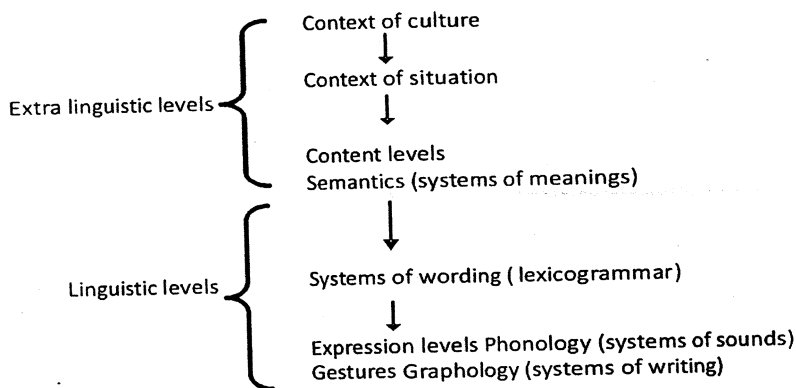 Context of culture
Context of situation
Extra linguistic levels
Content levels
Semantics (systems of meanings)
Systems of wording ( lexicogrammar)
Linguistic levels
Expression levels Phonology (systems of sounds)
Gestures Graphology (systems of writing)